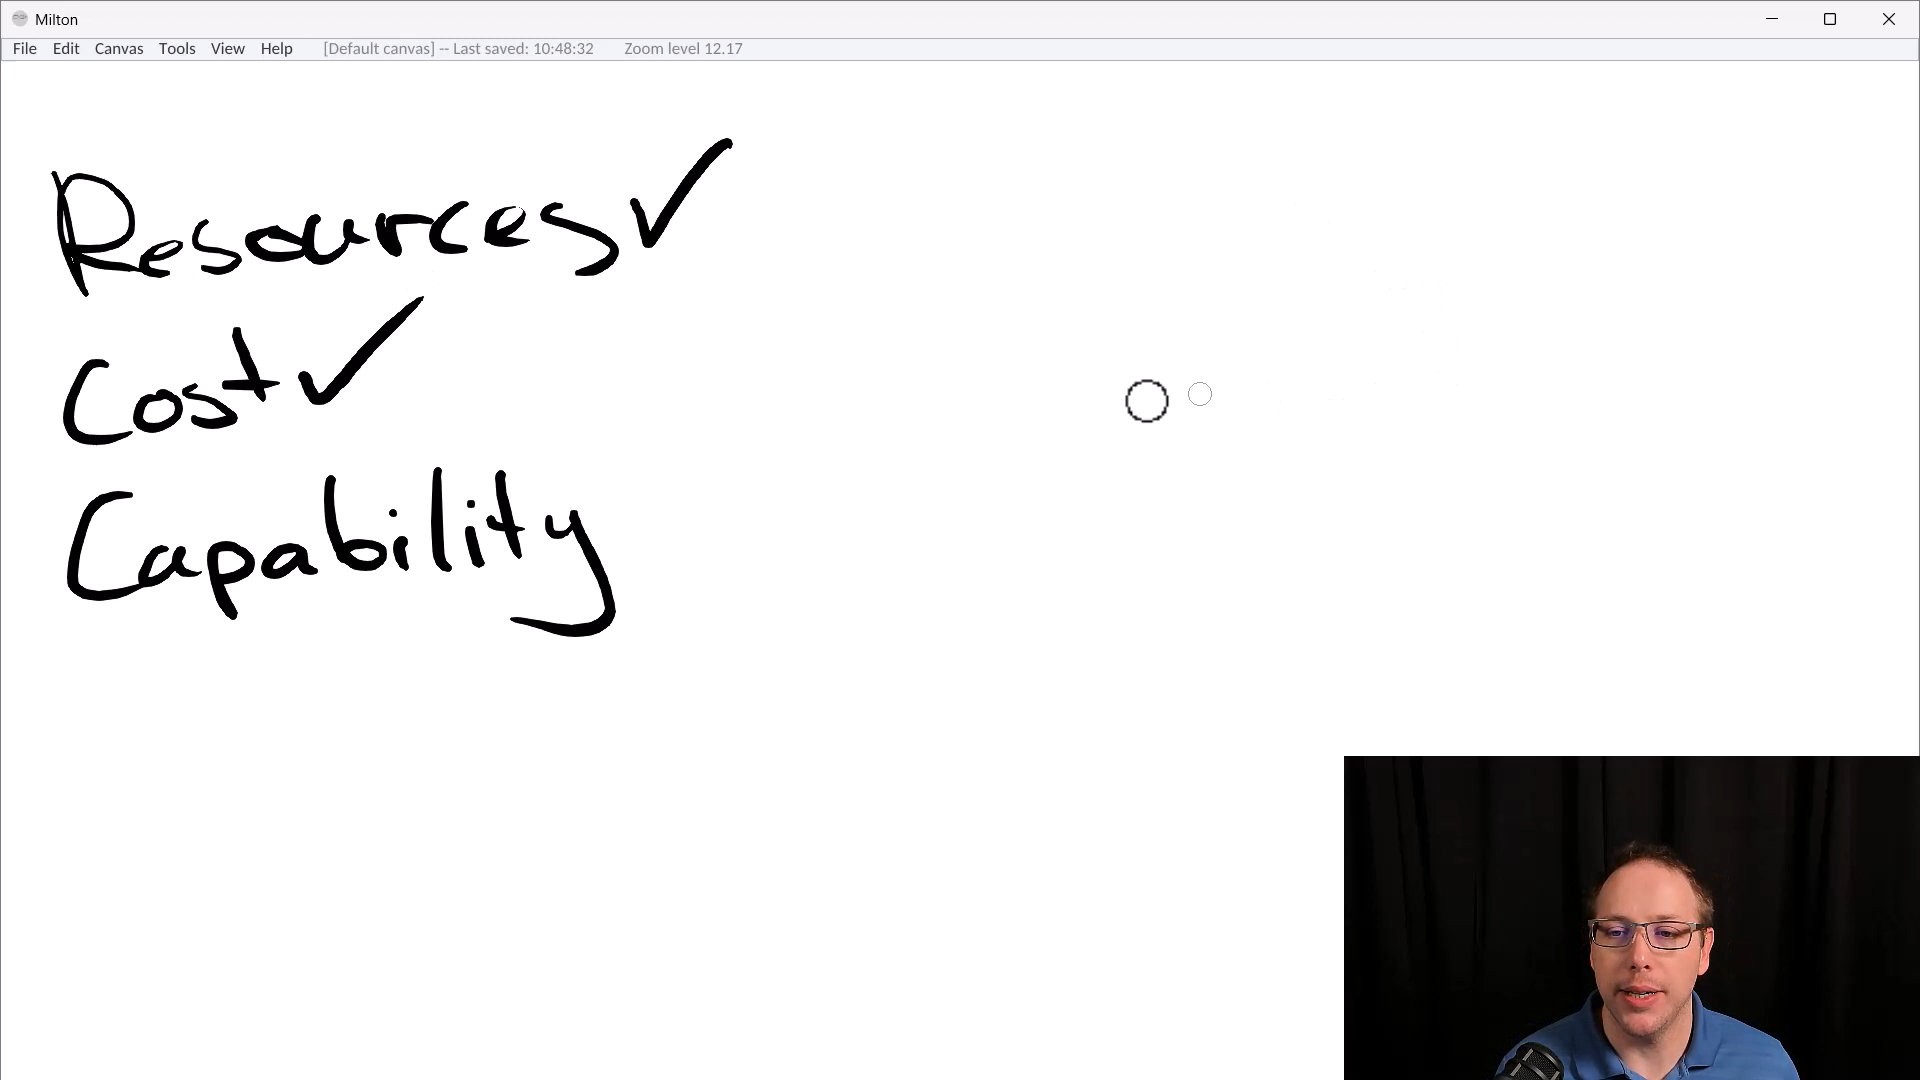 Milton
File Edit Canvas Tools View Help [Default canvas] -- Last saved: 10:48:32 Zoom level 12.17
Resources ✓
Cost ✓
Capability